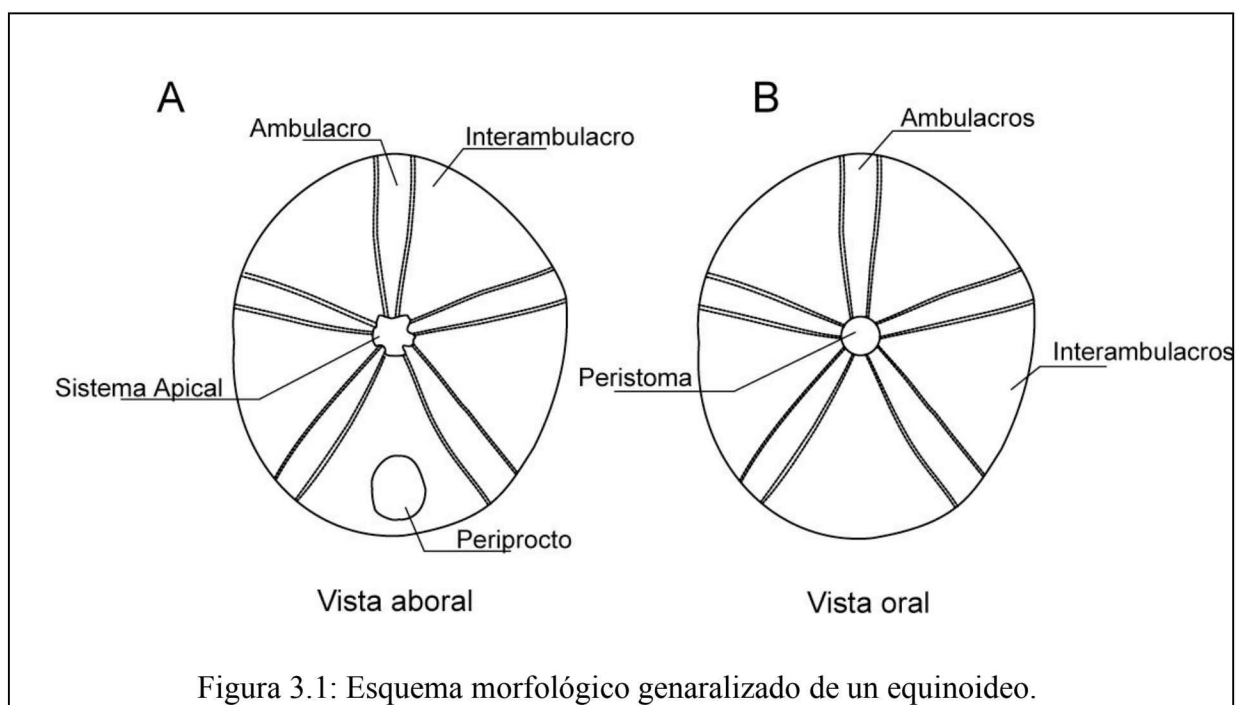 A
B
Ambulacro
Interambulacro
Ambulacros
Sistema Apical
Peristoma
Interambulacros
Periprocto
Vista aboral
Vista oral
Figura 3.1: Esquema morfológico genaralizado de un equinoideo.